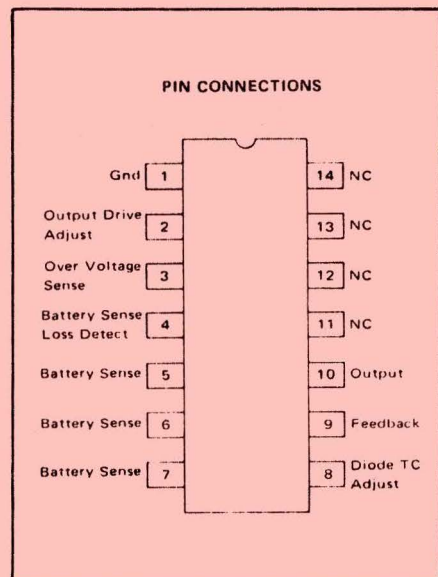 PIN CONNECTIONS
Gnd 1
14 NC
Output Drive
Adjust
2
13 NC
Over Voltage
Sense
3
12 NC
Battery Sense
Loss Detect
4
11 NC
Battery Sense 5
10 Output
Battery Sense 6
9 Feedback
Battery Sense 7
8
Diode TC
Adjust